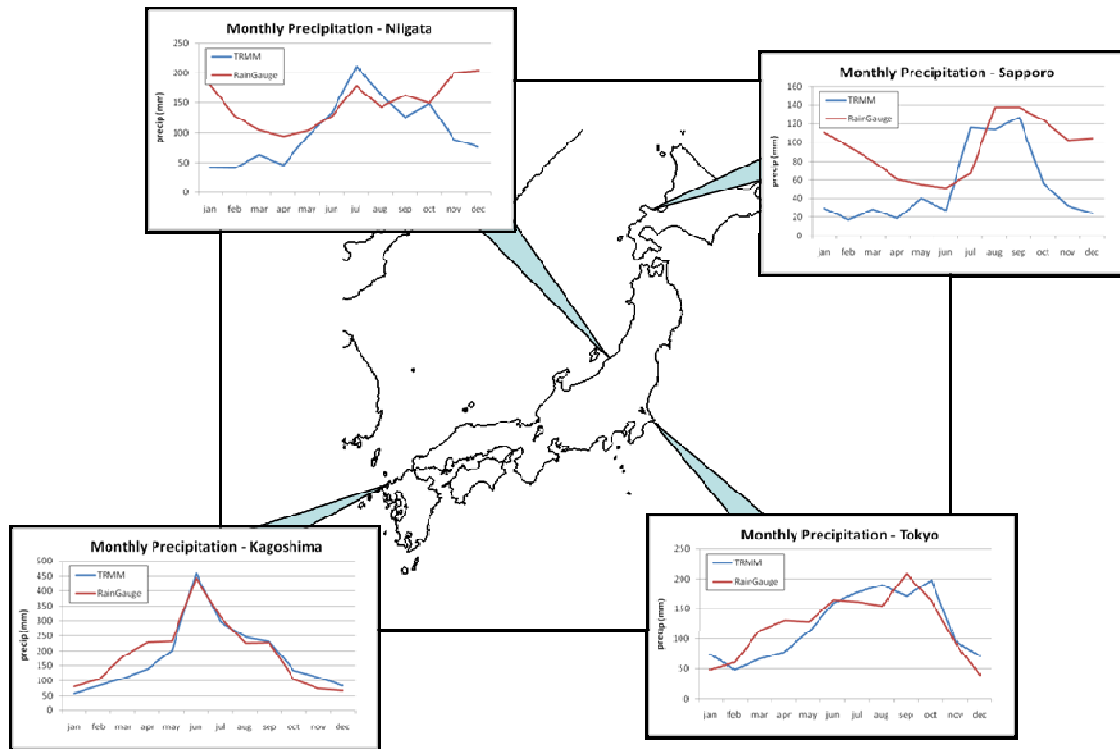 Monthly Precipitation - Niigata
TRMM
RainGauge
precip (mm)
250
200
150
100
50
0
jan feb mar apr may jun jul aug sep oct nov dec
Monthly Precipitation - Sapporo
TRMM
RainGauge
precip (mm)
160
140
120
100
80
60
40
20
0
jan feb mar apr may jun jul aug sep oct nov dec
Monthly Precipitation - Kagoshima
TRMM
RainGauge
precip (mm)
500
450
400
350
300
250
200
150
100
50
0
jan feb mar apr may jun jul aug sep oct nov dec
Monthly Precipitation - Tokyo
TRMM
RainGauge
precip (mm)
250
200
150
100
50
0
jan feb mar apr may jun jul aug sep oct nov dec